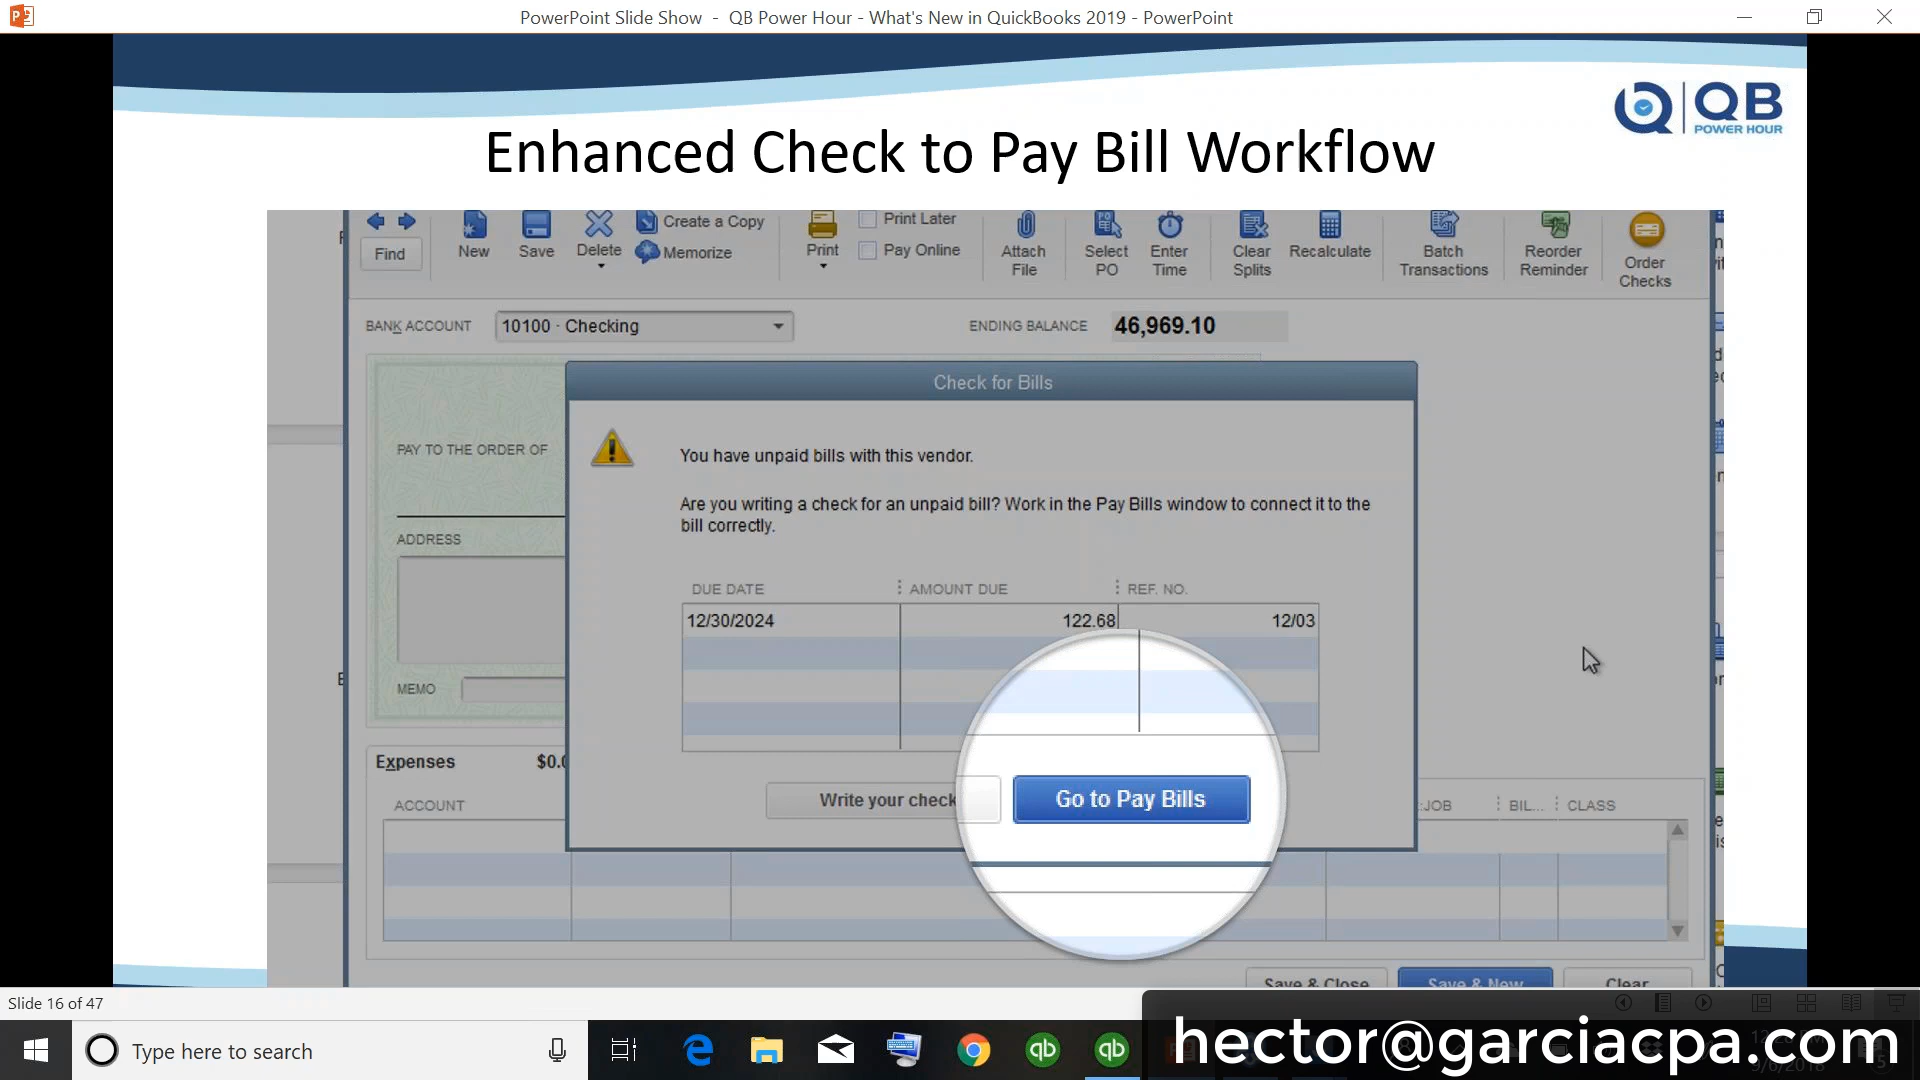 PowerPoint Slide Show - QB Power Hour - What's New in QuickBooks 2019 - PowerPoint
QB
POWER HOUR
Enhanced Check to Pay Bill Workflow
Find
New
Save
Delete
Create a Copy
Memorize
Print
Print Later
Pay Online
Attach
File
Select
PO
Enter
Time
Clear
Splits
Recalculate
Batch
Transactions
Reorder
Reminder
Order
Checks
BANK ACCOUNT
10100 · Checking
ENDING BALANCE
46,969.10
Check for Bills
PAY TO THE ORDER OF
You have unpaid bills with this vendor.
Are you writing a check for an unpaid bill? Work in the Pay Bills window to connect it to the
bill correctly.
ADDRESS
DUE DATE
AMOUNT DUE
REF. NO.
12/30/2024
122.68
12/03
MEMO
Expenses
$0.0
Write your check
Go to Pay Bills
ACCOUNT
:JOB
BIL...
CLASS
Save & Close
Save & New
Clear
Slide 16 of 47
Type here to search
hector@garciacpa.com